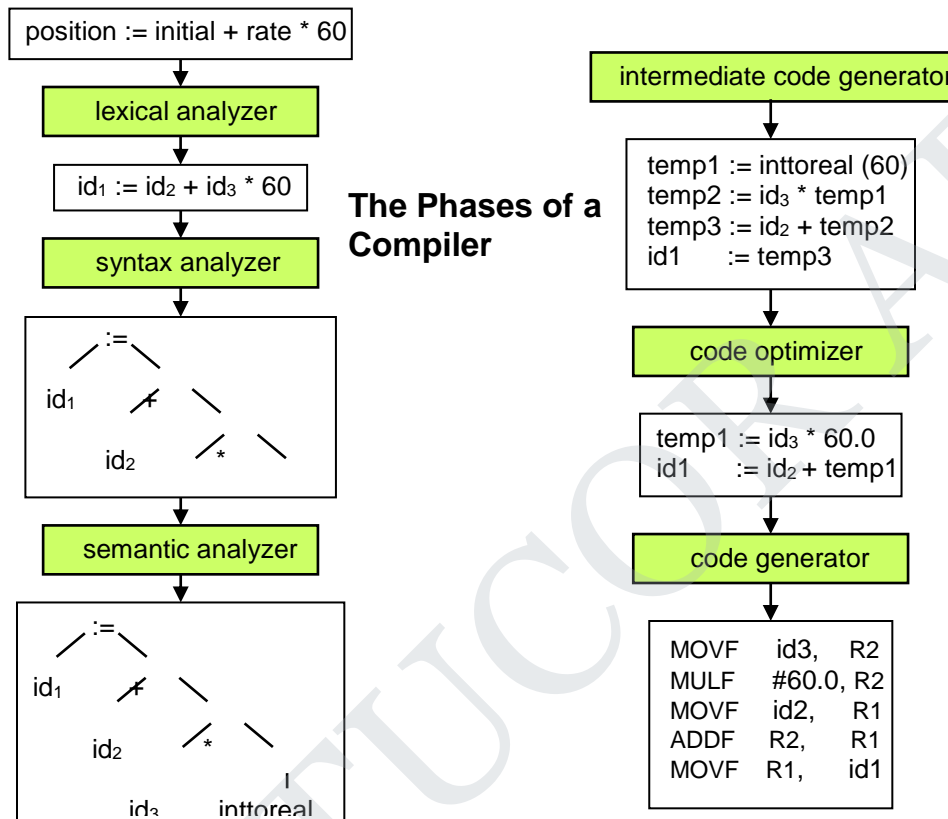 position := initial + rate * 60
lexical analyzer
id1 := id2 + id3 * 60
syntax analyzer
:=
id1
+
id2
*
semantic analyzer
:=
id1
+
id2
*
id3 inttoreal
The Phases of a
Compiler
intermediate code generator
temp1 := inttoreal (60)
temp2 := id3 * temp1
temp3 := id2 + temp2
id1 := temp3
code optimizer
temp1 := id3 * 60.0
id1 := id2 + temp1
code generator
MOVF id3, R2
MULF #60.0, R2
MOVF id2, R1
ADDF R2, R1
MOVF R1, id1